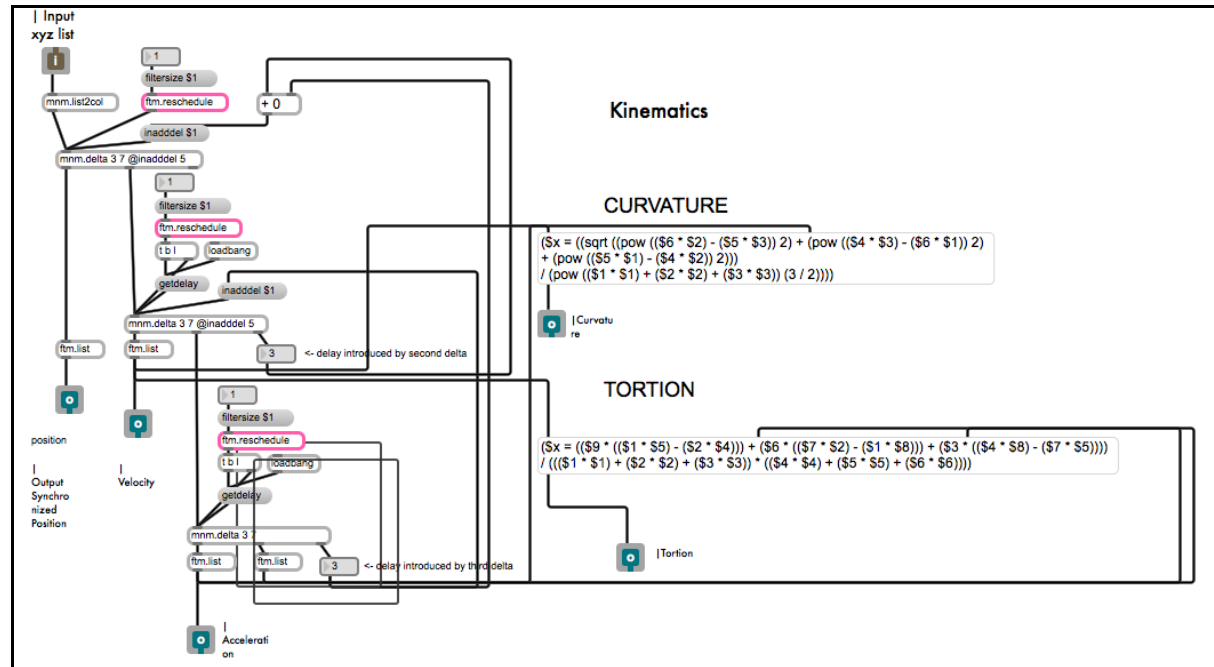 | Input
xyz list
i
1
filtersize $1
mnm.list2col
ftm.reschedule
+ 0
Kinematics
inadddel $1
mnm.delta 3 7 @inadddel 5
1
filtersize $1
ftm.reschedule
t b l
loadbang
getdelay
inadddel $1
mnm.delta 3 7 @inadddel 5
ftm.list
ftm.list
3
<- delay introduced by second delta
CURVATURE
($x = ((sqrt ((pow (($6 * $2) - ($5 * $3)) 2) + (pow (($4 * $3) - ($6 * $1)) 2)
+ (pow (($5 * $1) - ($4 * $2)) 2)))
/ (pow (($1 * $1) + ($2 * $2) + ($3 * $3)) (3 / 2))))
o
|Curvatu
re
o
position
|
Output
Synchro
nized
Position
o
|
Velocity
1
filtersize $1
ftm.reschedule
t b l
loadbang
getdelay
mnm.delta 3 7
ftm.list
ftm.list
3
<- delay introduced by third delta
TORTION
($x = (($9 * (($1 * $5) - ($2 * $4))) + ($6 * (($7 * $2) - ($1 * $8))) + ($3 * (($4 * $8) - ($7 * $5))))
/ ((($1 * $1) + ($2 * $2) + ($3 * $3)) * (($4 * $4) + ($5 * $5) + ($6 * $6))))
o
|Tortion
o
|
Accelerati
on